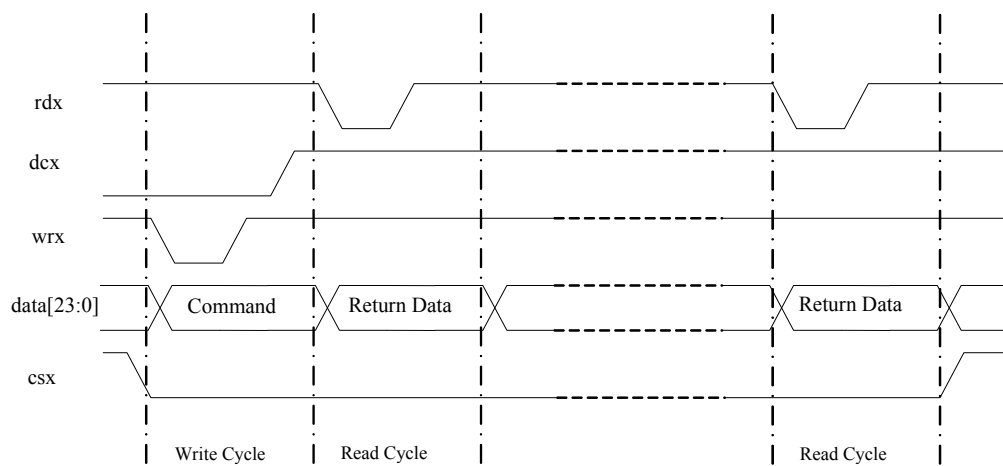 rdx
dcx
wrx
data[23:0]
Command
Return Data
Return Data
csx
Write Cycle
Read Cycle
Read Cycle